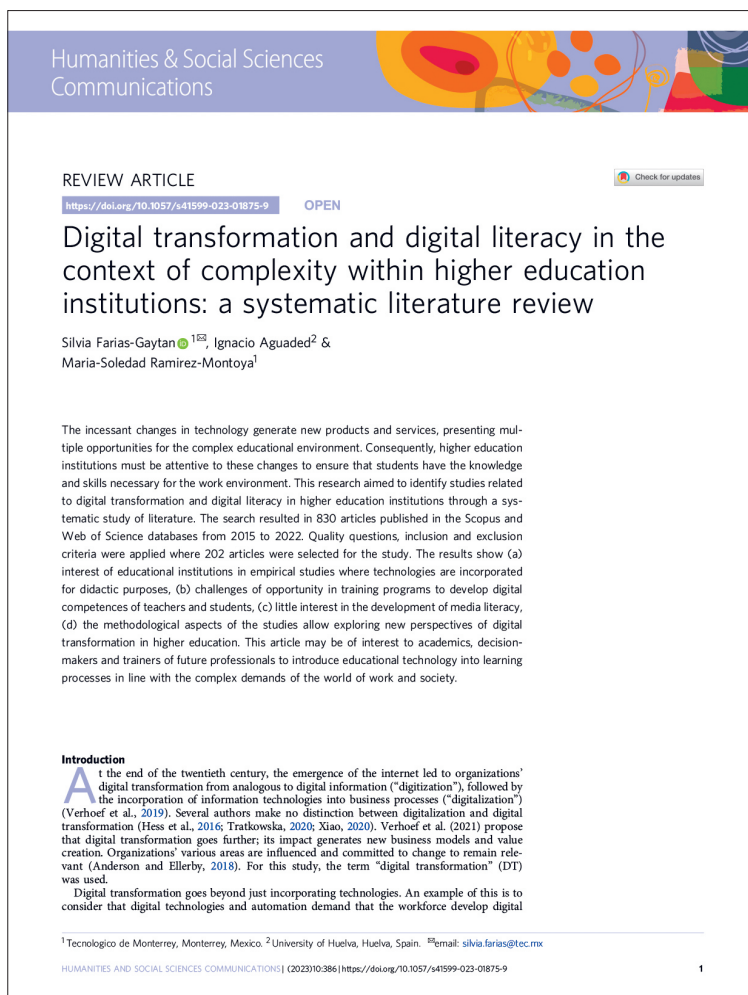 Humanities & Social Sciences
Communications
REVIEW ARTICLE
Check for updates
https://doi.org/10.1057/s41599-023-01875-9
OPEN
Digital transformation and digital literacy in the
context of complexity within higher education
institutions: a systematic literature review
Silvia Farias-Gaytan 1✉, Ignacio Aguaded2 &
Maria-Soledad Ramirez-Montoya1
The incessant changes in technology generate new products and services, presenting mul-
tiple opportunities for the complex educational environment. Consequently, higher education
institutions must be attentive to these changes to ensure that students have the knowledge
and skills necessary for the work environment. This research aimed to identify studies related
to digital transformation and digital literacy in higher education institutions through a sys-
tematic study of literature. The search resulted in 830 articles published in the Scopus and
Web of Science databases from 2015 to 2022. Quality questions, inclusion and exclusion
criteria were applied where 202 articles were selected for the study. The results show (a)
interest of educational institutions in empirical studies where technologies are incorporated
for didactic purposes, (b) challenges of opportunity in training programs to develop digital
competences of teachers and students, (c) little interest in the development of media literacy,
(d) the methodological aspects of the studies allow exploring new perspectives of digital
transformation in higher education. This article may be of interest to academics, decision-
makers and trainers of future professionals to introduce educational technology into learning
processes in line with the complex demands of the world of work and society.
Introduction
At the end of the twentieth century, the emergence of the internet led to organizations'
digital transformation from analogous to digital information ("digitization"), followed by
the incorporation of information technologies into business processes ("digitalization")
(Verhoef et al., 2019). Several authors make no distinction between digitalization and digital
transformation (Hess et al., 2016; Tratkowska, 2020; Xiao, 2020). Verhoef et al. (2021) propose
that digital transformation goes further; its impact generates new business models and value
creation. Organizations' various areas are influenced and committed to change to remain rele-
vant (Anderson and Ellerby, 2018). For this study, the term "digital transformation" (DT)
was used.
Digital transformation goes beyond just incorporating technologies. An example of this is to
consider that digital technologies and automation demand that the workforce develop digital
1 Tecnologico de Monterrey, Monterrey, Mexico. 2 University of Huelva, Huelva, Spain. ✉email: silvia.farias@tec.mx
HUMANITIES AND SOCIAL SCIENCES COMMUNICATIONS | (2023)10:386 | https://doi.org/10.1057/s41599-023-01875-9
1